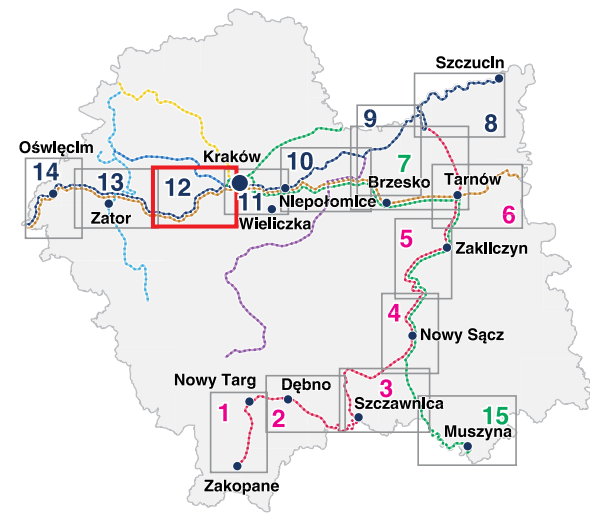 Szczucin
9
8
Oświęcim
Kraków
10
7
14
13
12
11
Brzesko
Tarnów
Zator
Niepołomice
Wieliczka
6
5
Zakliczyn
4
Nowy Sącz
Nowy Targ
Dębno
3
1
2
Szczawnica
15
Muszyna
Zakopane